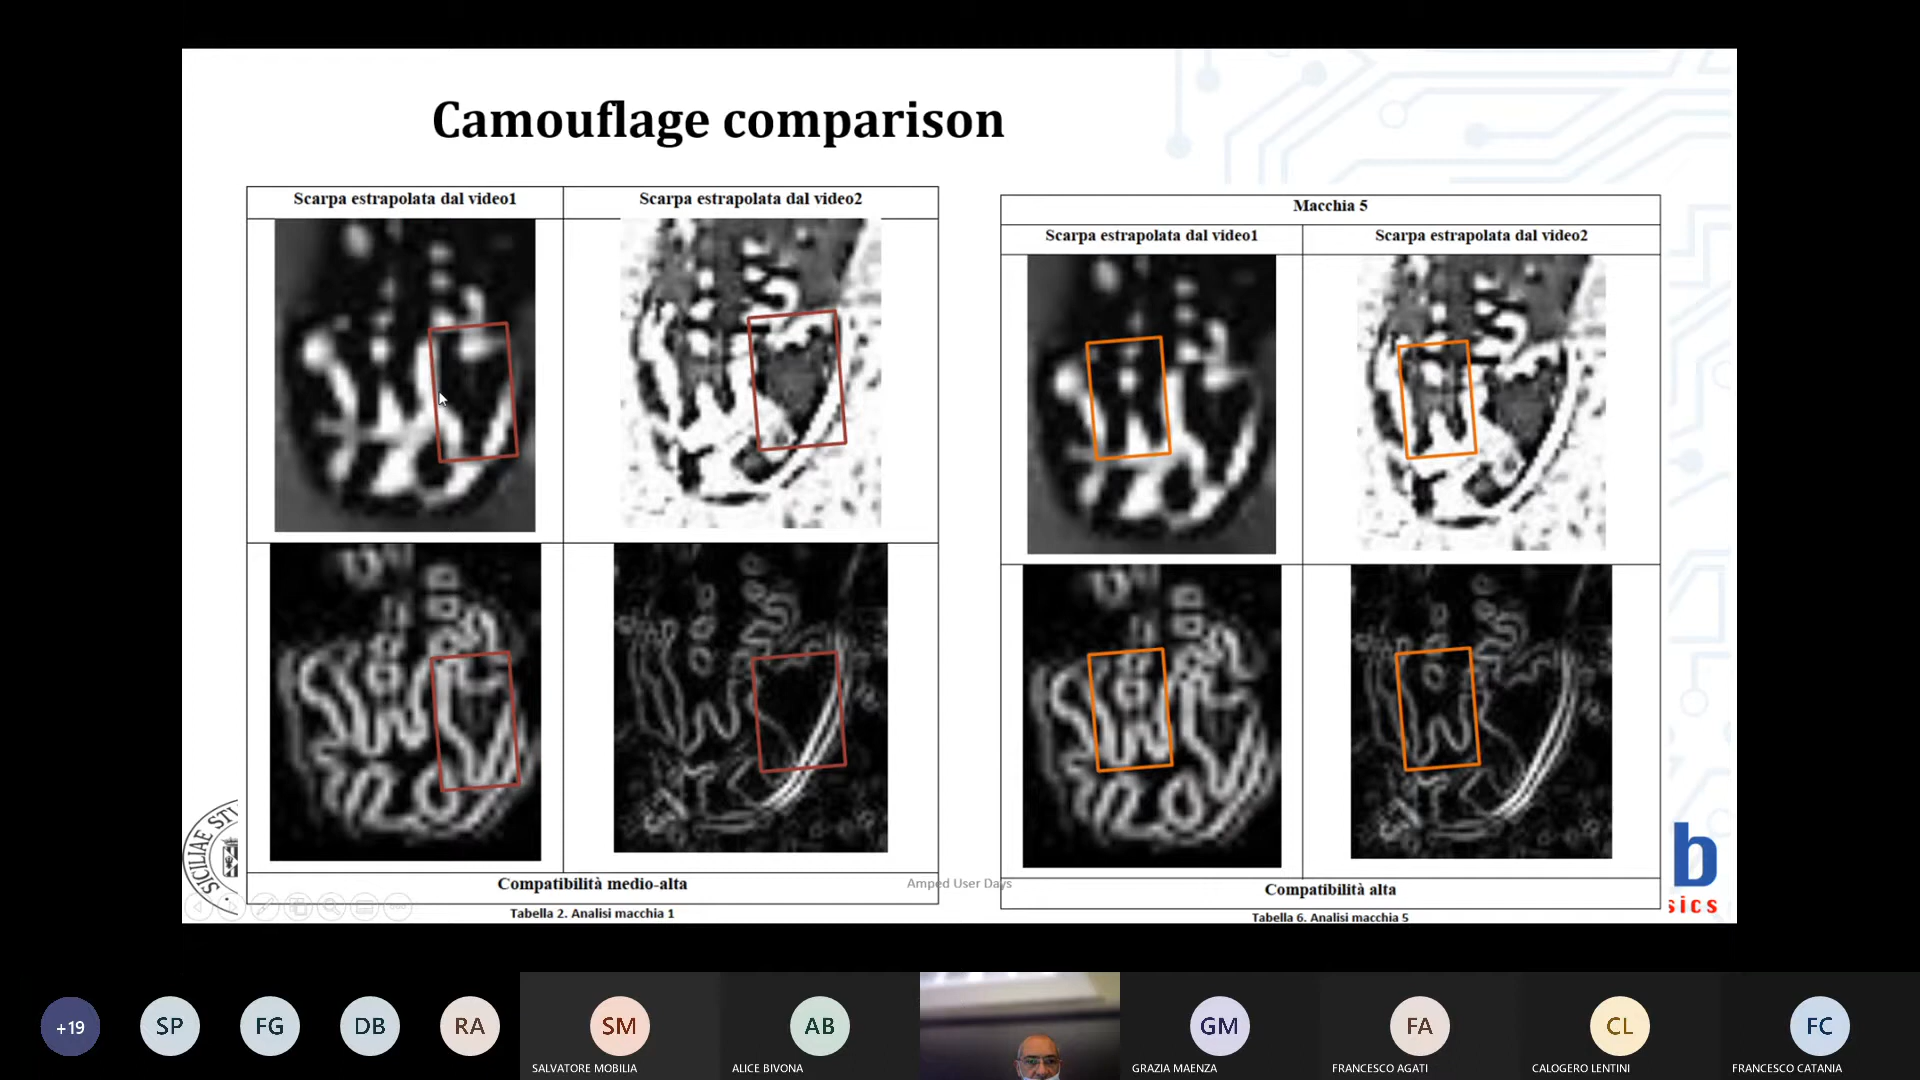 Camouflage comparison
Scarpa estrapolata dal video1
Scarpa estrapolata dal video2
Compatibilità medio-alta
Tabella 2. Analisi macchia 1
Macchia 5
Scarpa estrapolata dal video1
Scarpa estrapolata dal video2
Compatibilità alta
Tabella 6. Analisi macchia 5
Amped User Days
SICILIAE
b
sics
+19
SP
FG
DB
RA
SM
SALVATORE MOBILIA
AB
ALICE BIVONA
GM
GRAZIA MAENZA
FA
FRANCESCO AGATI
CL
CALOGERO LENTINI
FC
FRANCESCO CATANIA